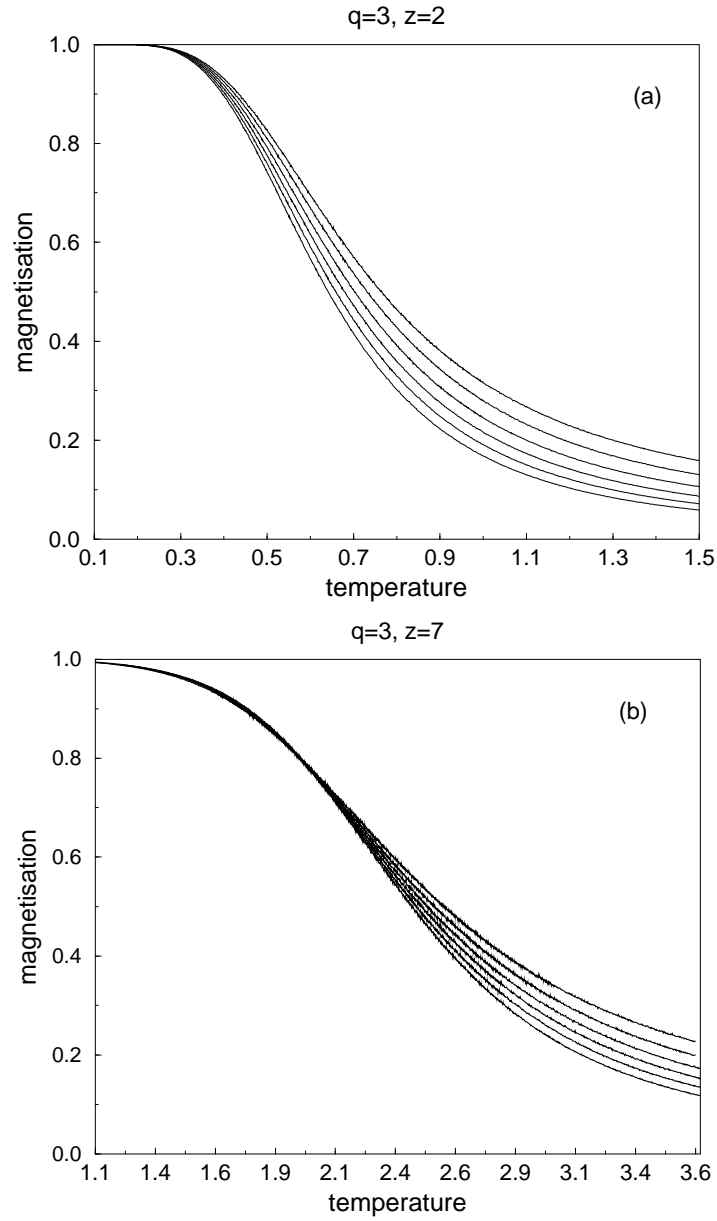 q=3, z=2
1.0
(a)
0.8
0.6
magnetisation
0.4
0.2
0.0
0.1 0.3 0.5 0.7 0.9 1.1 1.3 1.5
temperature
q=3, z=7
1.0
(b)
0.8
0.6
magnetisation
0.4
0.2
0.0
1.1 1.4 1.6 1.9 2.1 2.4 2.6 2.9 3.1 3.4 3.6
temperature